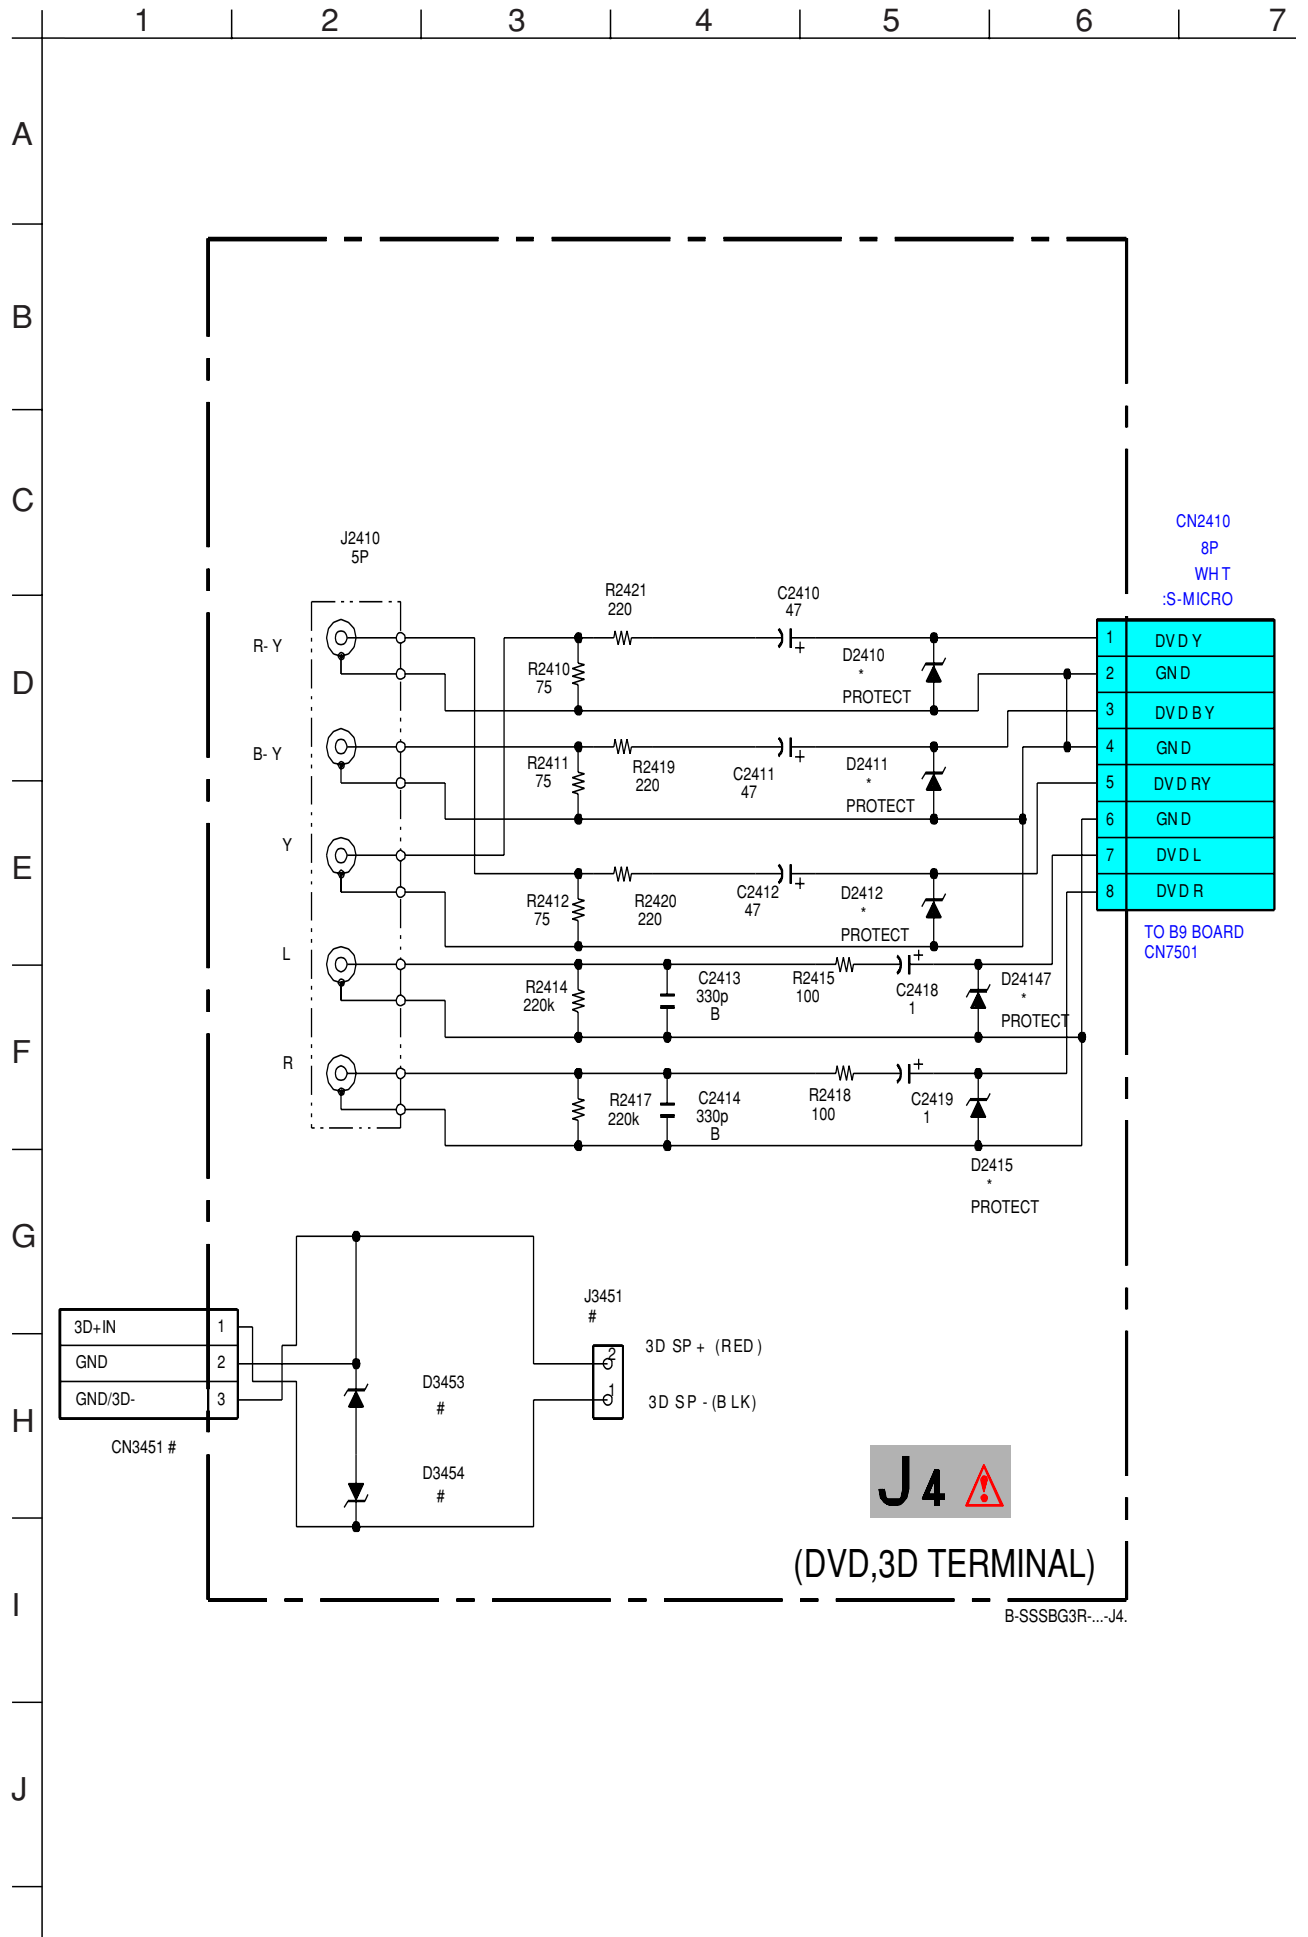 1 2 3 4 5 6 7
A
B
C
D
E
F
G
H
I
J
J2410
5P
CN2410
8P
WHT
:S-MICRO
R-Y
B-Y
Y
L
R
R2421
220
C2410
47
R2410
75
D2410
*
PROTECT
R2411
75
R2419
220
C2411
47
D2411
*
PROTECT
R2412
75
R2420
220
C2412
47
D2412
*
PROTECT
R2414
220k
C2413
330p
B
R2415
100
+
C2418
1
D24147
*
PROTECT
R2417
220k
C2414
330p
B
R2418
100
+
C2419
1
D2415
*
PROTECT
+
+
+
1 DVD Y
2 GND
3 DVD BY
4 GND
5 DVD RY
6 GND
7 DVD L
8 DVD R
TO B9 BOARD
CN7501
3D+IN 1
GND 2
GND/3D- 3
CN3451 #
D3453
#
D3454
#
J3451
#
2 3D SP + (RED)
1 3D SP - (BLK)
J4
(DVD,3D TERMINAL)
B-SSSBG3R-...-J4.